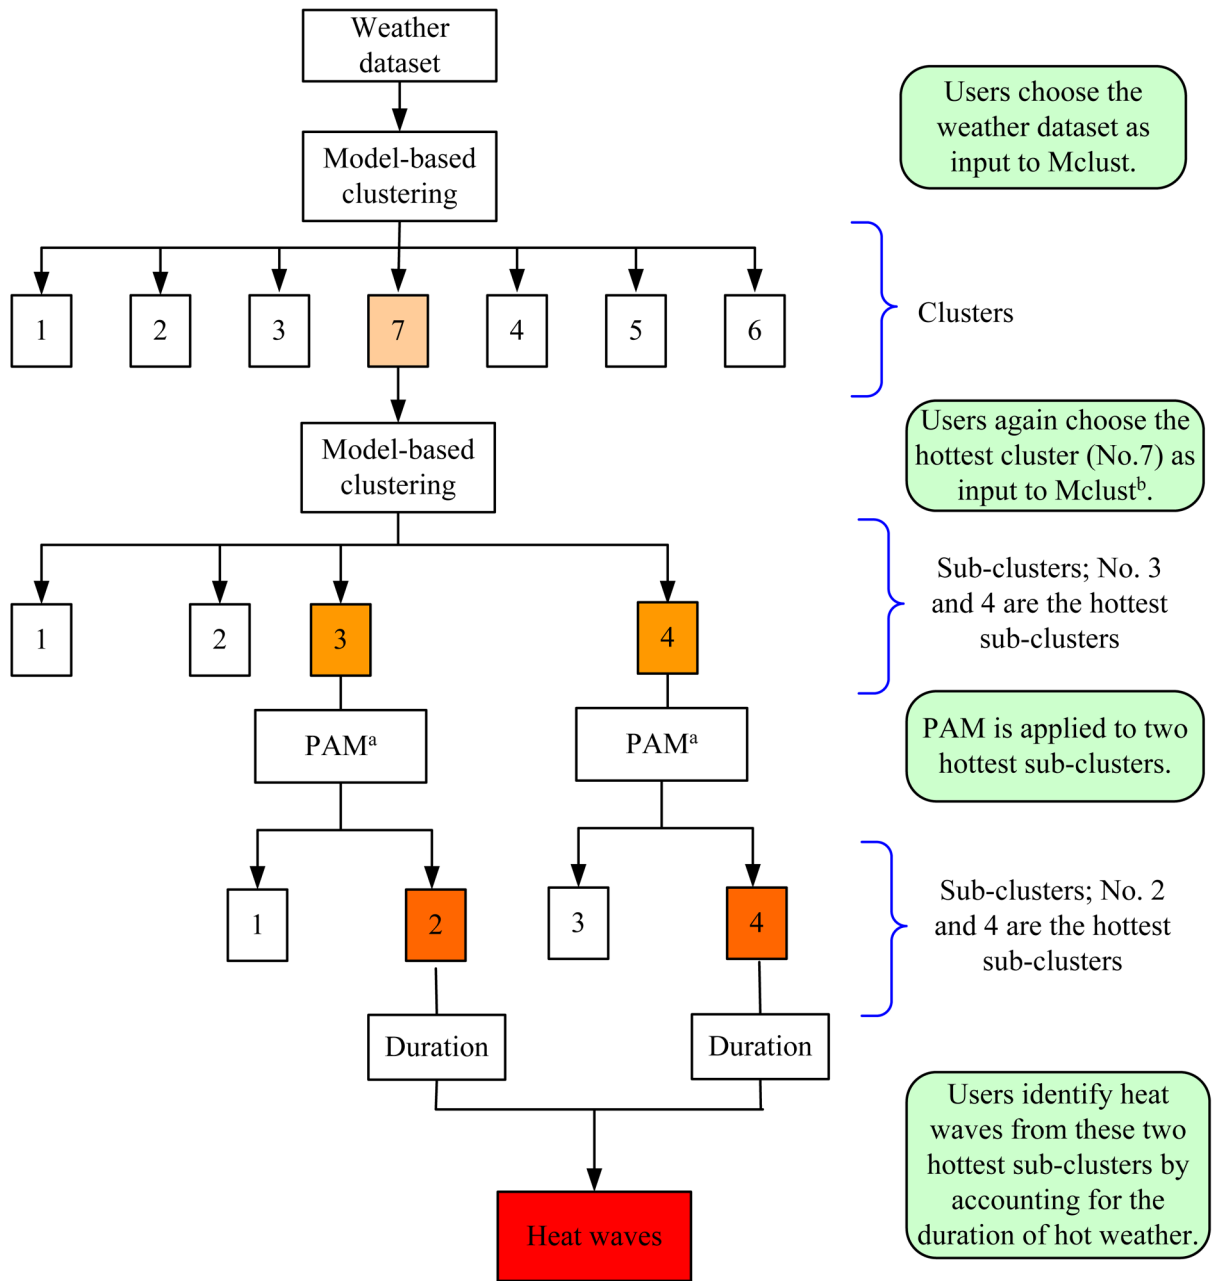 Weather
dataset
Users choose the
weather dataset as
input to Mclust.
Model-based
clustering
1 2 3 7 4 5 6
Clusters
Users again choose the
hottest cluster (No.7) as
input to Mclustᵇ.
Model-based
clustering
Sub-clusters; No. 3
and 4 are the hottest
sub-clusters
1 2 3 4
PAMᵃ PAMᵃ
PAM is applied to two
hottest sub-clusters.
1 2 3 4
Sub-clusters; No. 2
and 4 are the hottest
sub-clusters
Duration Duration
Users identify heat
waves from these two
hottest sub-clusters by
accounting for the
duration of hot weather.
Heat waves